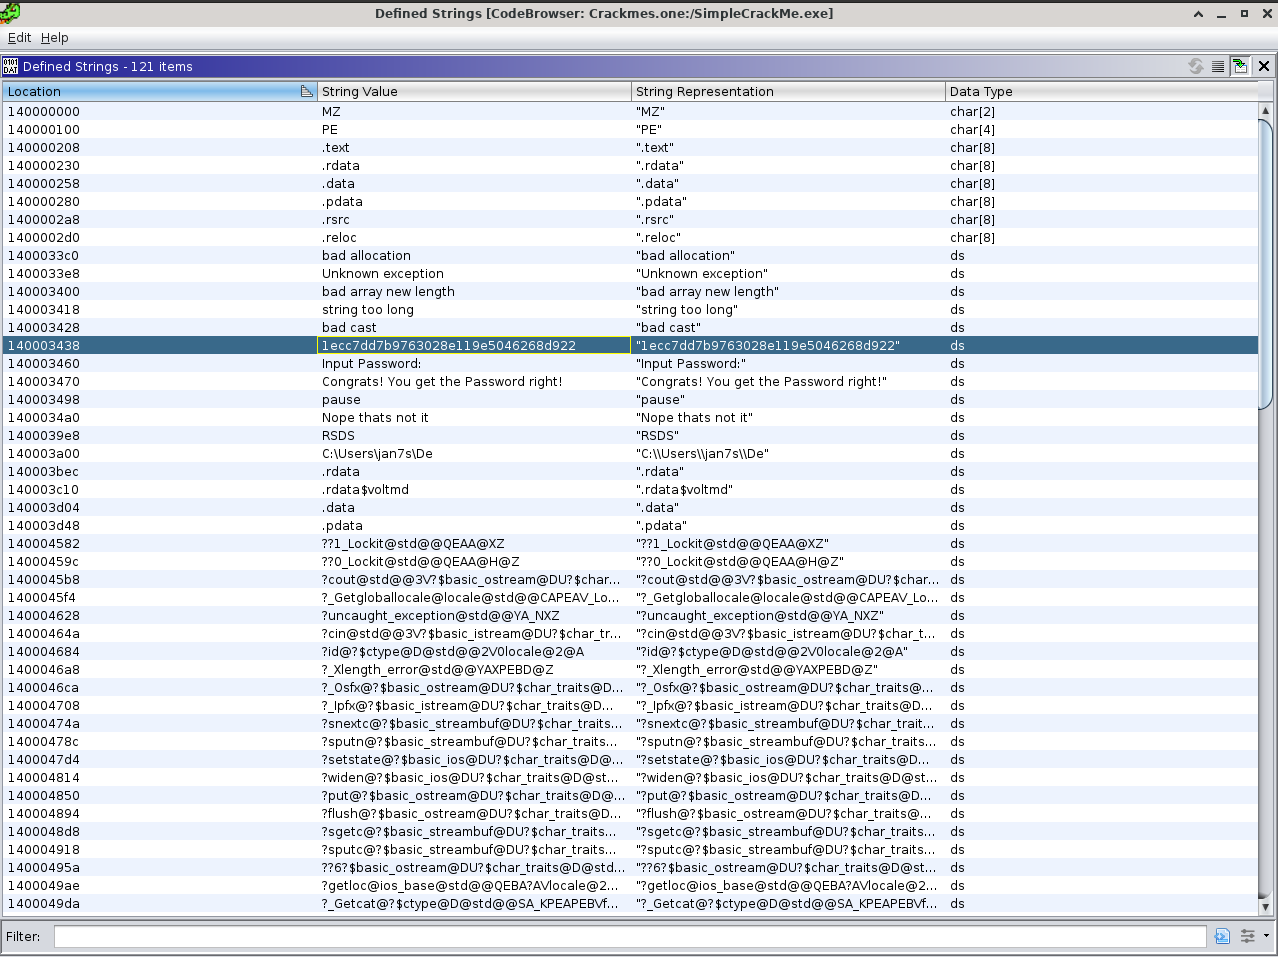 Defined Strings [CodeBrowser: Crackmes.one:/SimpleCrackMe.exe]
Edit Help
Defined Strings - 121 items
Location String Value String Representation Data Type
140000000 MZ "MZ" char[2]
140000100 PE "PE" char[4]
140000208 .text ".text" char[8]
140000230 .rdata ".rdata" char[8]
140000258 .data ".data" char[8]
140000280 .pdata ".pdata" char[8]
1400002a8 .rsrc ".rsrc" char[8]
1400002d0 .reloc ".reloc" char[8]
1400033c0 bad allocation "bad allocation" ds
1400033e8 Unknown exception "Unknown exception" ds
140003400 bad array new length "bad array new length" ds
140003418 string too long "string too long" ds
140003428 bad cast "bad cast" ds
140003438 1ecc7dd7b9763028e119e5046268d922 "1ecc7dd7b9763028e119e5046268d922" ds
140003460 Input Password: "Input Password:" ds
140003470 Congrats! You get the Password right! "Congrats! You get the Password right!" ds
140003498 pause "pause" ds
1400034a0 Nope thats not it "Nope thats not it" ds
1400039e8 RSDS "RSDS" ds
140003a00 C:\Users\jan7s\De "C:\\Users\\jan7s\\De" ds
140003bec .rdata ".rdata" ds
140003c10 .rdata$voltmd ".rdata$voltmd" ds
140003d04 .data ".data" ds
140003d48 .pdata ".pdata" ds
140004582 ??1_Lockit@std@@QEAA@XZ "??1_Lockit@std@@QEAA@XZ" ds
14000459c ??0_Lockit@std@@QEAA@H@Z "??0_Lockit@std@@QEAA@H@Z" ds
1400045b8 ?cout@std@@3V?$basic_ostream@DU?$char... "?cout@std@@3V?$basic_ostream@DU?$char... ds
1400045f4 ?_Getgloballocale@locale@std@@CAPEAV_Lo... "?_Getgloballocale@locale@std@@CAPEAV_Lo... ds
140004628 ?uncaught_exception@std@@YA_NXZ "?uncaught_exception@std@@YA_NXZ" ds
14000464a ?cin@std@@3V?$basic_istream@DU?$char_tr... "?cin@std@@3V?$basic_istream@DU?$char_t... ds
140004684 ?id@?$ctype@D@std@@2V0locale@2@A "?id@?$ctype@D@std@@2V0locale@2@A" ds
1400046a8 ?_Xlength_error@std@@YAXPEBD@Z "?_Xlength_error@std@@YAXPEBD@Z" ds
1400046ca ?_Osfx@?$basic_ostream@DU?$char_traits@D... "?_Osfx@?$basic_ostream@DU?$char_traits@... ds
140004708 ?_Ipfx@?$basic_istream@DU?$char_traits@D... "?_Ipfx@?$basic_istream@DU?$char_traits@D... ds
14000474a ?snextc@?$basic_streambuf@DU?$char_traits... "?snextc@?$basic_streambuf@DU?$char_trait... ds
14000478c ?sputn@?$basic_streambuf@DU?$char_traits... "?sputn@?$basic_streambuf@DU?$char_traits... ds
1400047d4 ?setstate@?$basic_ios@DU?$char_traits@D@... "?setstate@?$basic_ios@DU?$char_traits@D... ds
140004814 ?widen@?$basic_ios@DU?$char_traits@D@st... "?widen@?$basic_ios@DU?$char_traits@D@st... ds
140004850 ?put@?$basic_ostream@DU?$char_traits@D@... "?put@?$basic_ostream@DU?$char_traits@D... ds
140004894 ?flush@?$basic_ostream@DU?$char_traits@D... "?flush@?$basic_ostream@DU?$char_traits@... ds
1400048d8 ?sgetc@?$basic_streambuf@DU?$char_traits... "?sgetc@?$basic_streambuf@DU?$char_traits... ds
140004918 ?sputc@?$basic_streambuf@DU?$char_traits... "?sputc@?$basic_streambuf@DU?$char_traits... ds
14000495a ??6?$basic_ostream@DU?$char_traits@D@std... "??6?$basic_ostream@DU?$char_traits@D@st... ds
1400049ae ?getloc@ios_base@std@@QEBA?AVlocale@2... "?getloc@ios_base@std@@QEBA?AVlocale@2... ds
1400049da ?_Getcat@?$ctype@D@std@@SA_KPEAPEBVf... "?_Getcat@?$ctype@D@std@@SA_KPEAPEBVf... ds
Filter: